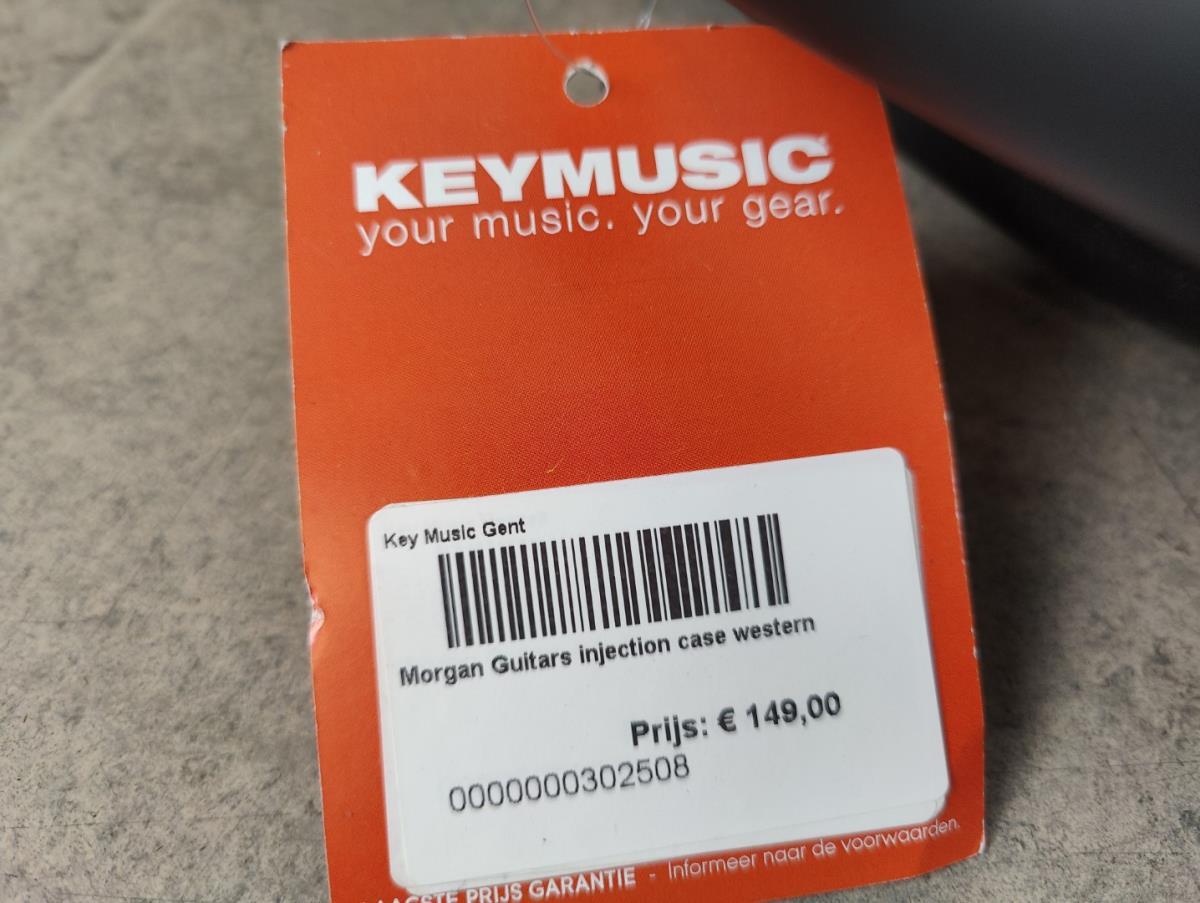 KEYMUSIC
your music. your gear.
Key Music Gent
Morgan Guitars injection case western
Prijs: € 149,00
0000000302508
PRIJS GARANTIE - Informeer naar de voorwaarden.